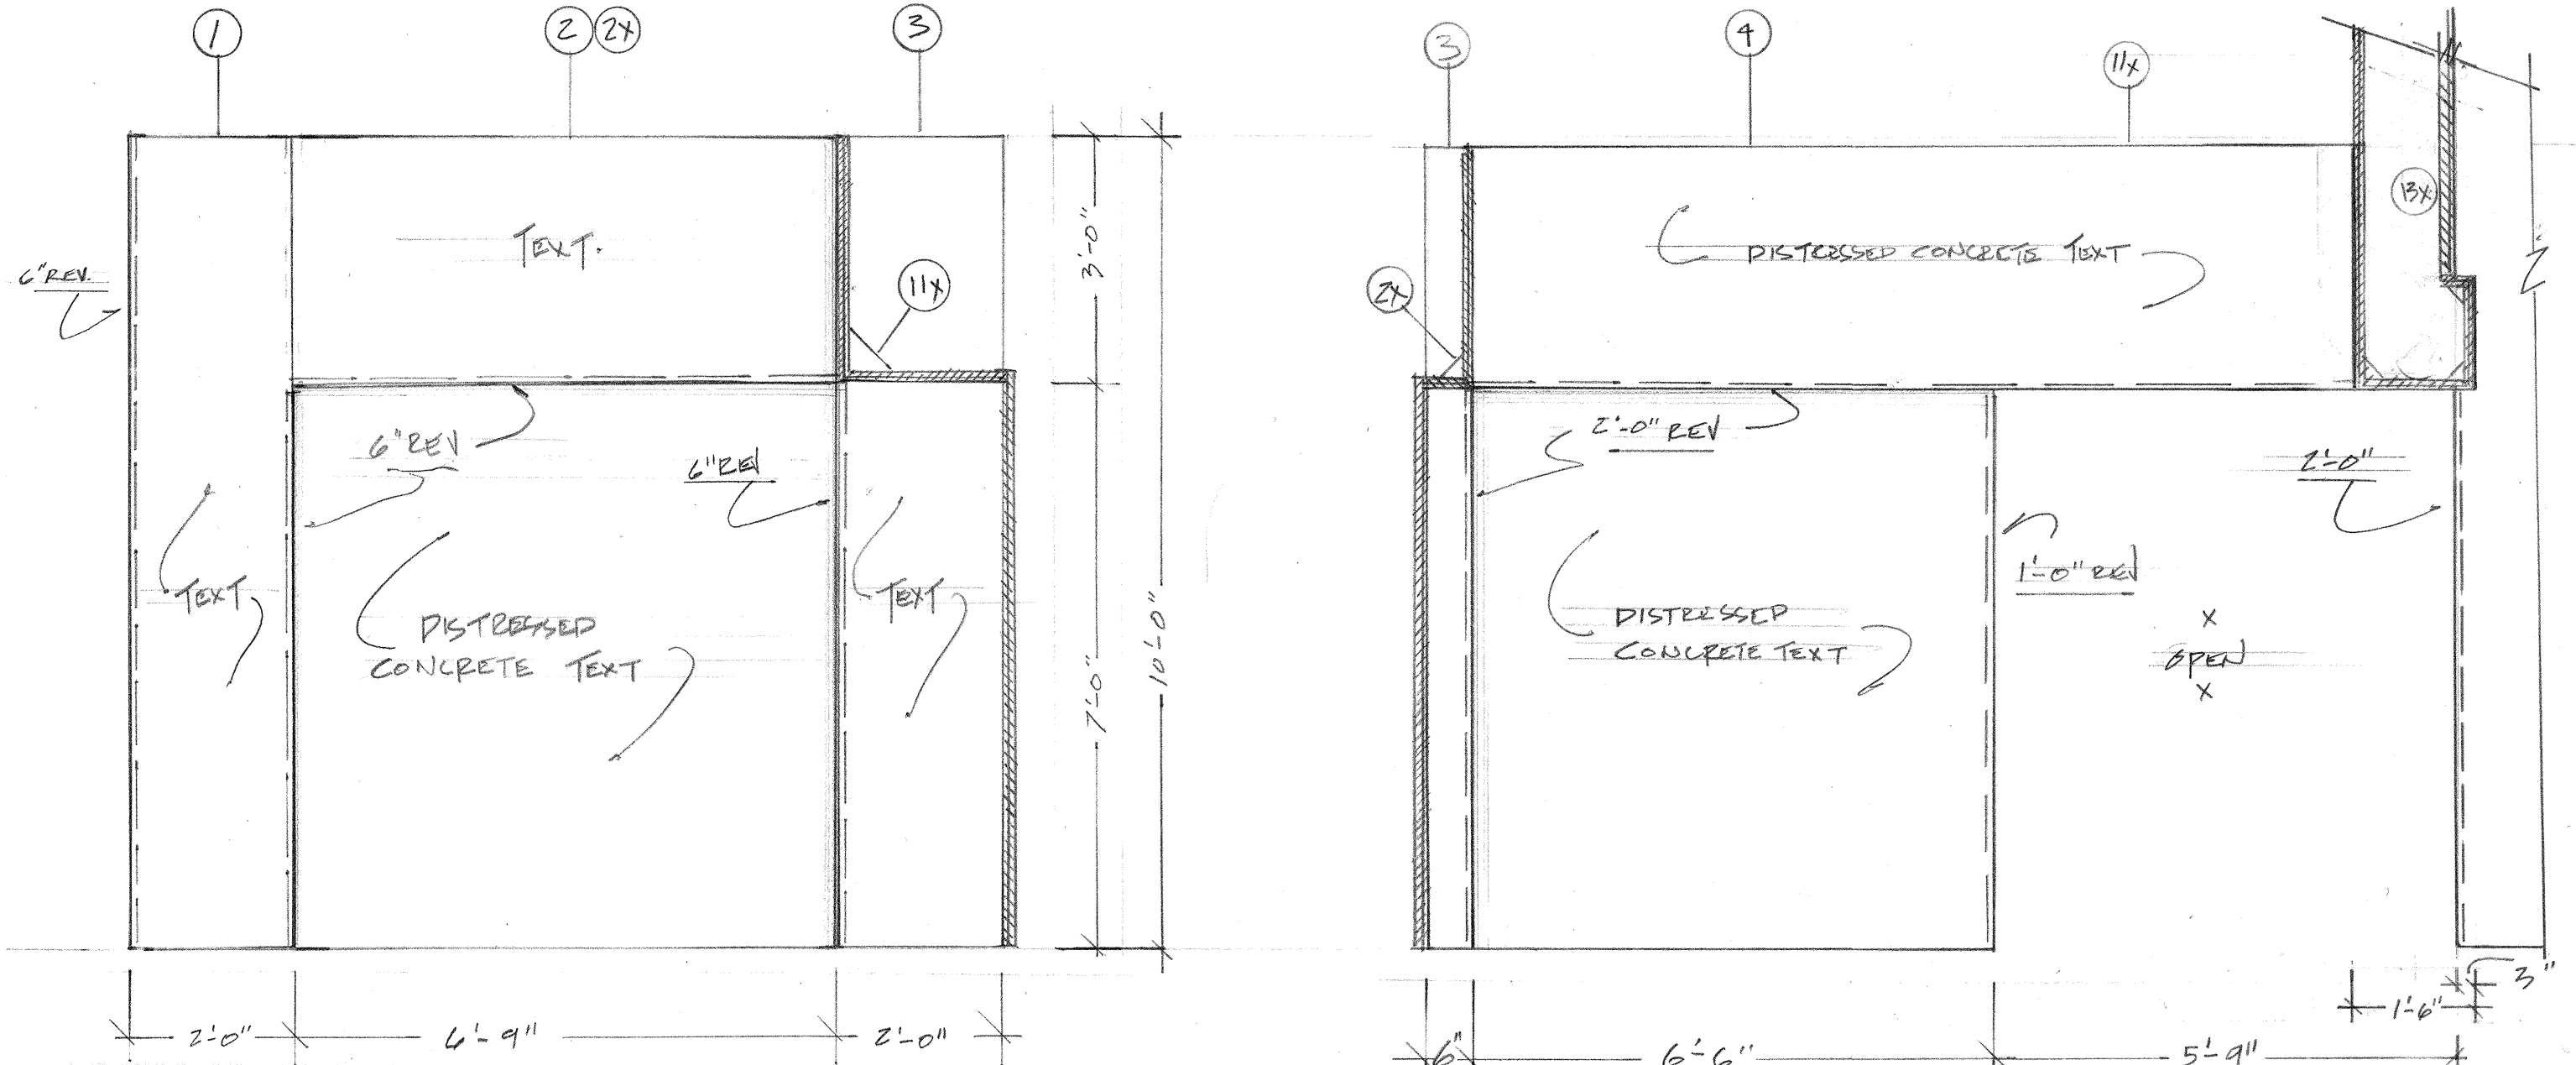 1
2
2X
3
6" REV.
TEXT.
11X
3'-0"
6" REV
6" REV
TEXT
DISTRESSED
CONCRETE TEXT
TEXT
7'-0"
10'-0"
2'-0"
6'-9"
2'-0"
3
4
11X
13X
2X
DISTRESSED CONCRETE TEXT
2'-0" REV
2'-0"
1'-0" REV
DISTRESSED
CONCRETE TEXT
X
OPEN
X
3"
1'-6"
6"
6'-6"
5'-9"